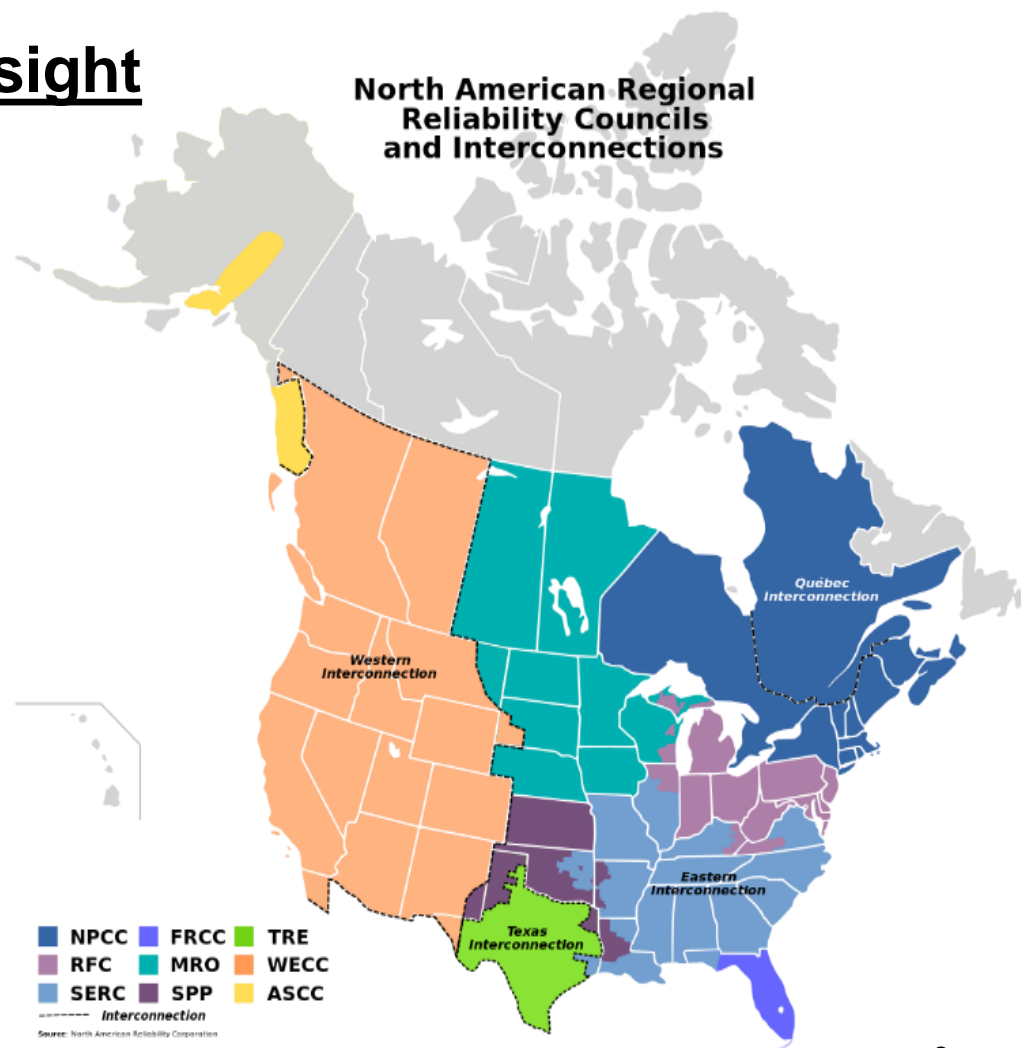 sight
North American Regional
Reliability Councils
and Interconnections
Québec
Interconnection
Western
Interconnection
Eastern
Interconnection
Texas
Interconnection
NPCC FRCC TRE
RFC MRO WECC
SERC SPP ASCC
Interconnection
Source: North American Reliability Corporation